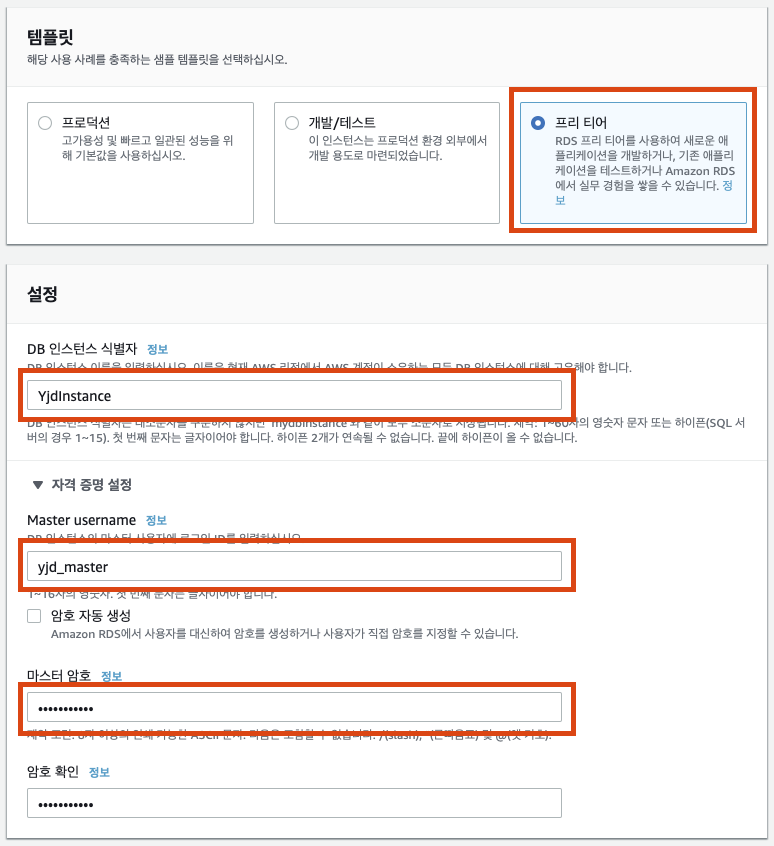 템플릿
해당 사용 사례를 충족하는 샘플 템플릿을 선택하십시오.
프로덕션
고가용성 및 빠르고 일관된 성능을 위
해 기본값을 사용하십시오.
개발/테스트
이 인스턴스는 프로덕션 환경 외부에서
개발 용도로 마련되었습니다.
프리 티어
RDS 프리 티어를 사용하여 새로운 애
플리케이션을 개발하거나, 기존 애플리
케이션을 테스트하거나 Amazon RDS
에서 실무 경험을 쌓을 수 있습니다. 정
보
설정
DB 인스턴스 식별자 정보
DB 인스턴스 이름을 입력하십시오. 이름은 현재 AWS 리전에서 AWS 계정이 소유하는 모든 DB 인스턴스에 대해 고유해야 합니다.
YjdInstance
DB 인스턴스 식별자는 대소문자를 구분하지 않지만 'mydbinstance'와 같이 모두 소문자로 저장됩니다. 제약: 1~60자의 영숫자 문자 또는 하이픈(SQL 서
버의 경우 1~15). 첫 번째 문자는 글자이어야 합니다. 하이픈 2개가 연속될 수 없습니다. 끝에 하이픈이 올 수 없습니다.
▼ 자격 증명 설정
Master username 정보
DB 인스턴스의 마스터 사용자에 로그인 ID를 입력하십시오.
yjd_master
1~16자의 영숫자. 첫 번째 문자는 글자이어야 합니다.
암호 자동 생성
Amazon RDS에서 사용자를 대신하여 암호를 생성하거나 사용자가 직접 암호를 지정할 수 있습니다.
마스터 암호 정보
•••••••••••
제약 조건: 8자 이상의 인쇄 가능한 ASCII 문자. 다음은 포함할 수 없습니다. /(slash), "(큰따옴표) 및 @(앳 기호).
암호 확인 정보
•••••••••••